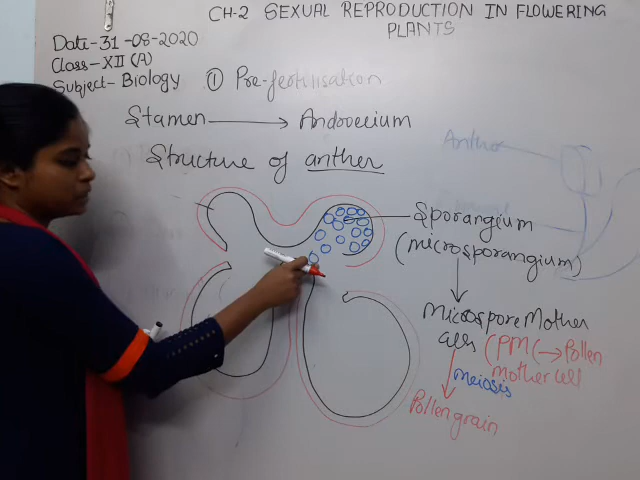 CH-2 SEXUAL REPRODUCTION IN FLOWERING
PLANTS
Date-31-08-2020
Class-XII (A)
Subject-Biology
① Pre-fertilisation
Stamen → Androecium
Structure of anther
Anther
Sporangium
(microsporangium)
Microspore Mother
cells (PMC → Pollen
mother cell
meiosis
Pollen grain